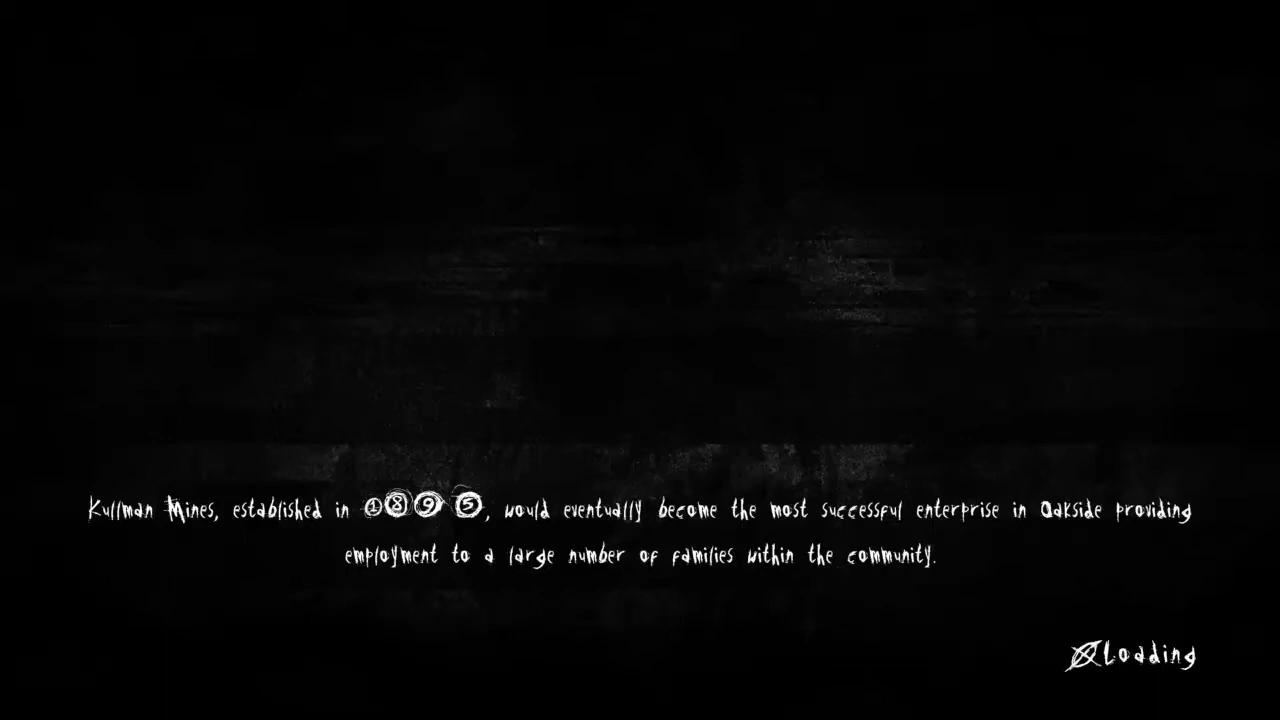 Kullman Mines, established in 1895, would eventually become the most successful enterprise in Oakside providing
employment to a large number of families within the community.
Loading